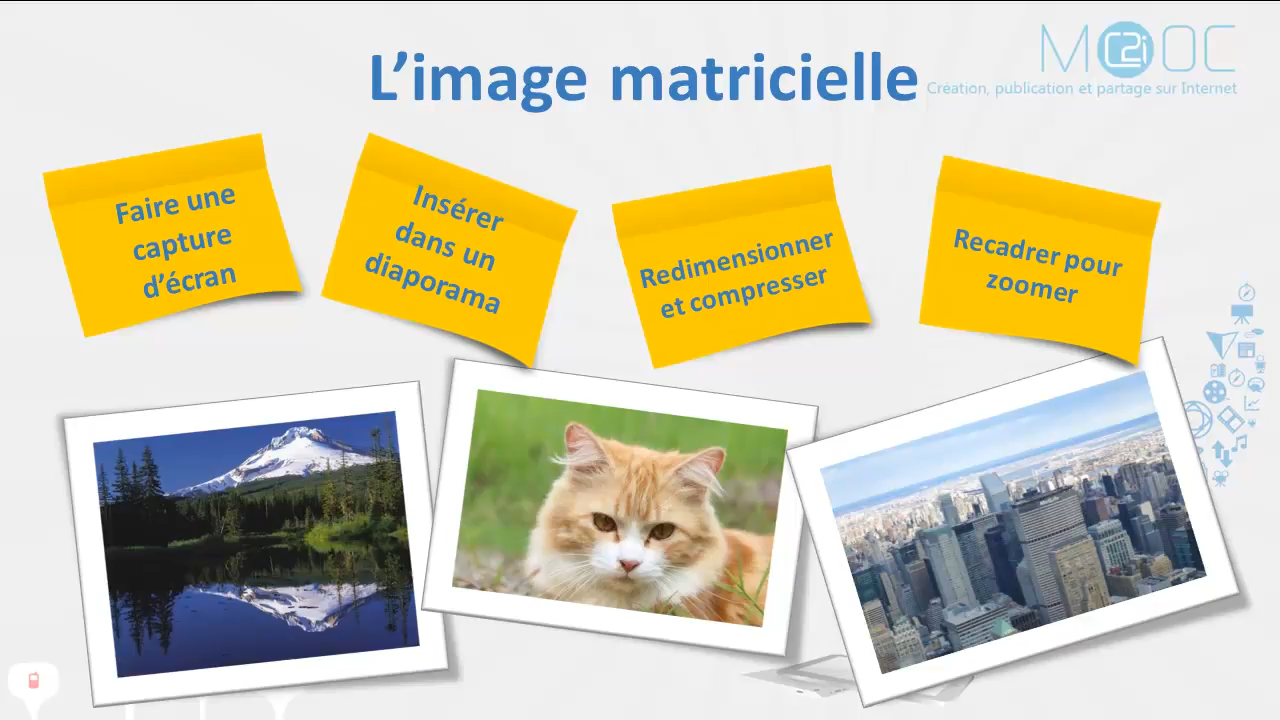 L’image matricielle
MOOC
C2i
Création, publication et partage sur Internet
Faire une
capture
d’écran
Insérer
dans un
diaporama
Redimensionner
et compresser
Recadrer pour
zoomer